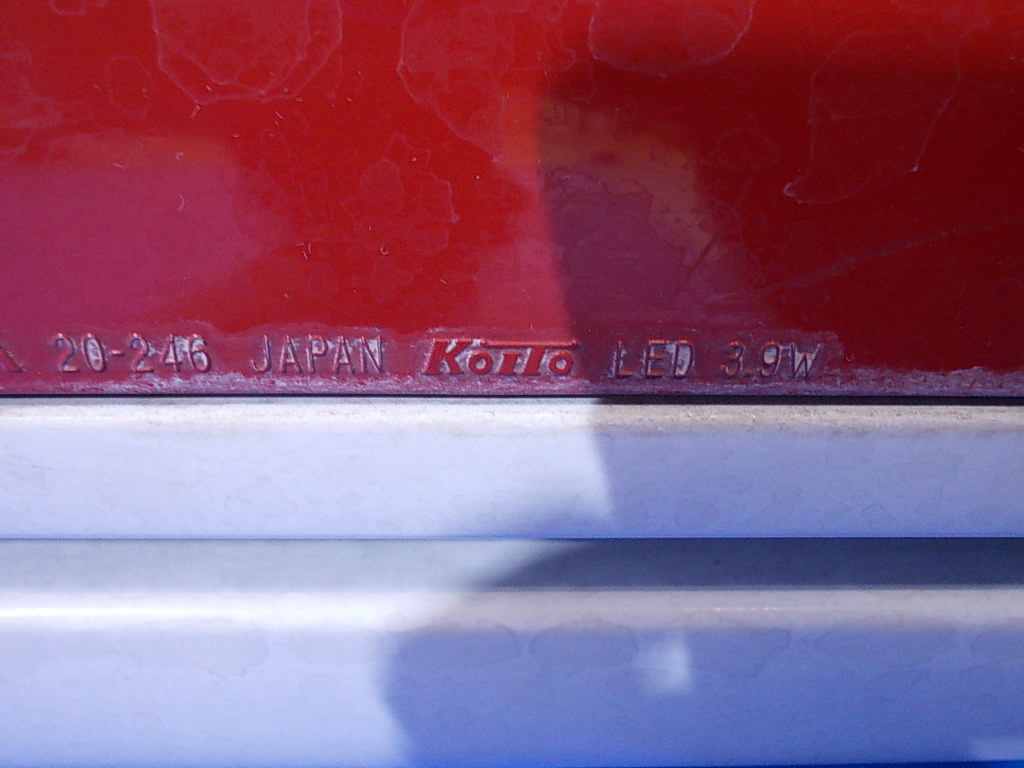 20-246 JAPAN KOITO LED 3.9W